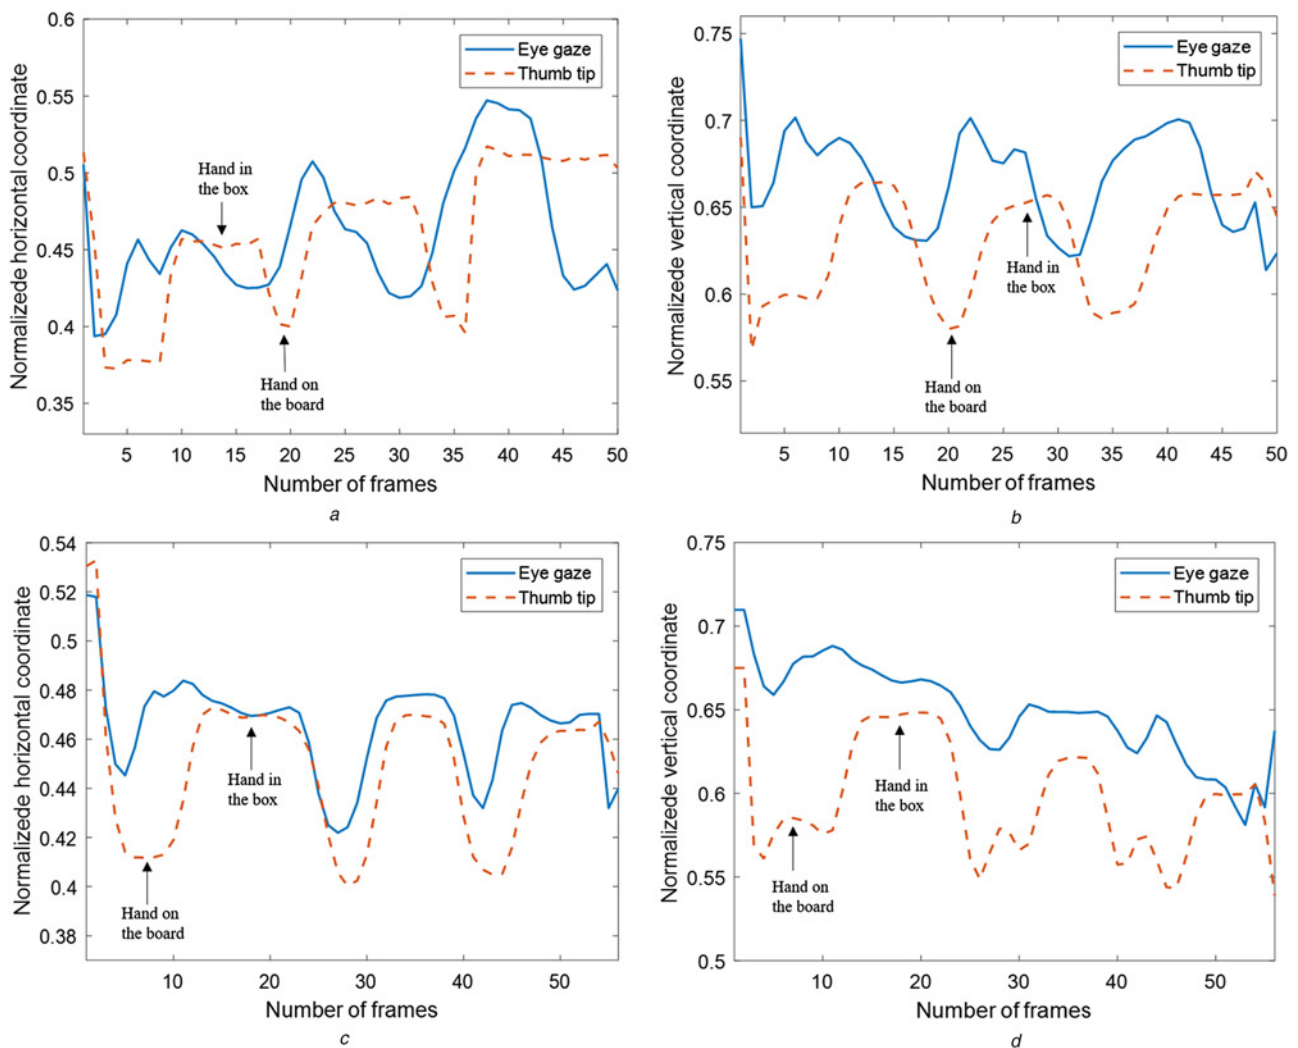 0.6
0.55
0.5
0.45
0.4
0.35
Normalizede horizontal coordinate
Eye gaze
Thumb tip
Hand in
the box
Hand on
the board
5 10 15 20 25 30 35 40 45 50
Number of frames
a
0.75
0.7
0.65
0.6
0.55
Normalizede vertical coordinate
Eye gaze
Thumb tip
Hand in
the box
Hand on
the board
5 10 15 20 25 30 35 40 45 50
Number of frames
b
0.54
0.52
0.5
0.48
0.46
0.44
0.42
0.4
0.38
Normalizede horizontal coordinate
Eye gaze
Thumb tip
Hand in
the box
Hand on
the board
10 20 30 40 50
Number of frames
c
0.75
0.7
0.65
0.6
0.55
0.5
Normalizede vertical coordinate
Eye gaze
Thumb tip
Hand in
the box
Hand on
the board
10 20 30 40 50
Number of frames
d